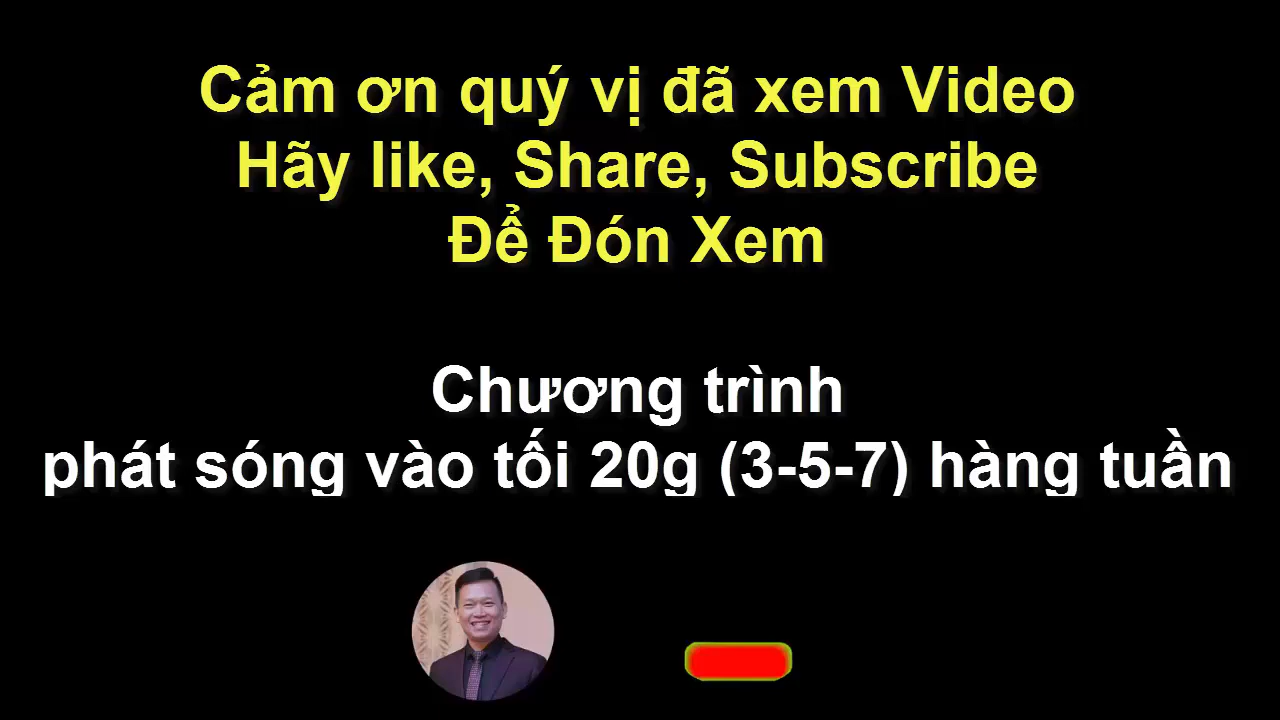 Cảm ơn quý vị đã xem Video
Hãy like, Share, Subscribe
Để Đón Xem
Chương trình
phát sóng vào tối 20g (3-5-7) hàng tuần